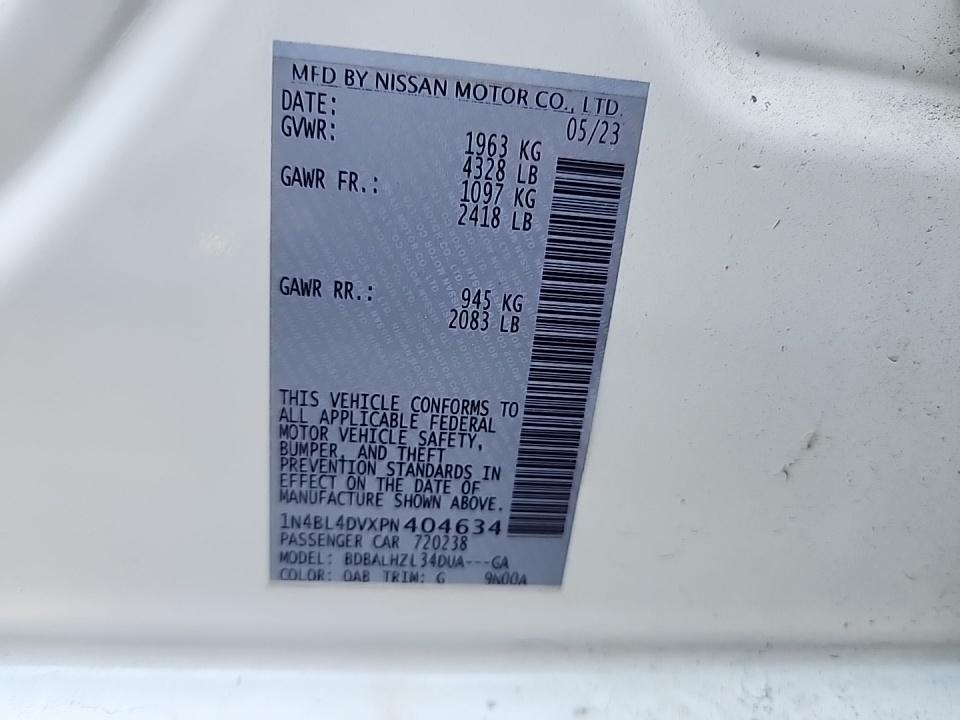 MFD BY NISSAN MOTOR CO., LTD.
DATE: 05/23
GVWR: 1963 KG
4328 LB
GAWR FR.: 1097 KG
2418 LB
GAWR RR.: 945 KG
2083 LB
THIS VEHICLE CONFORMS TO
ALL APPLICABLE FEDERAL
MOTOR VEHICLE SAFETY,
BUMPER, AND THEFT
PREVENTION STANDARDS IN
EFFECT ON THE DATE OF
MANUFACTURE SHOWN ABOVE.
1N4BL4DVXPN404634
PASSENGER CAR 720238
MODEL: BDBALHZL34DUA---GA
COLOR: QAB TRIM: G 9N00A